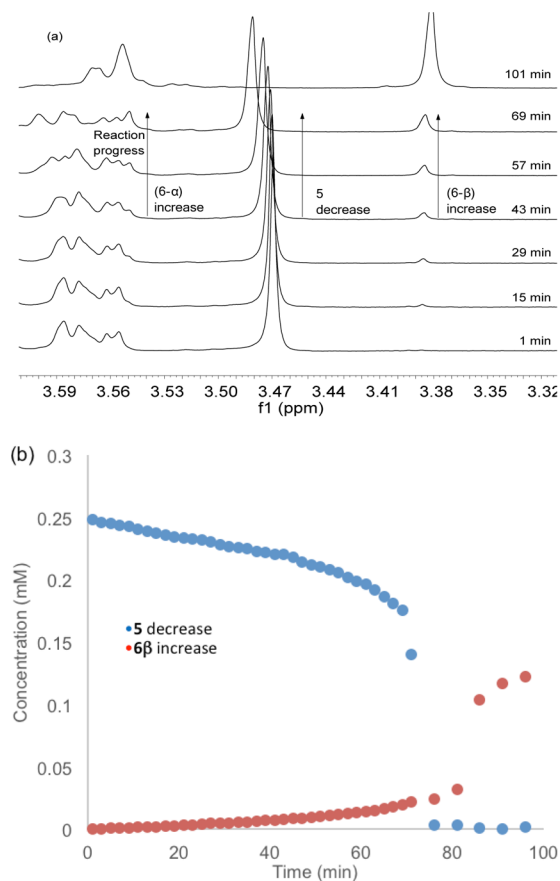 (a)
101 min
69 min
Reaction
progress
57 min
(6-α)
increase
5
decrease
(6-β)
increase
43 min
29 min
15 min
1 min
3.59 3.56 3.53 3.50 3.47 3.44 3.41 3.38 3.35 3.32
f1 (ppm)
(b)
0.3
0.25
0.2
0.15
0.1
0.05
0
Concentration (mM)
5 decrease
6β increase
0 20 40 60 80 100
Time (min)